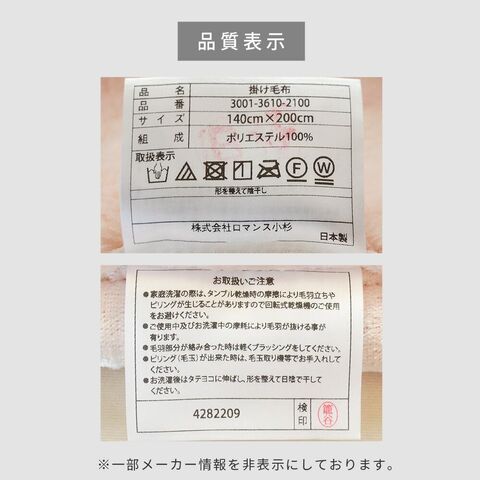 品質表示
品 名 掛け毛布
品 番 3001-3610-2100
サ イ ズ 140cm×200cm
組 成 ポリエステル100%
取扱表示
F W
形を整えて陰干し
株式会社ロマンス小杉
日本製
お取扱いご注意
●家庭洗濯の際は、タンブル乾燥時の摩擦により毛羽立ちや
ピリングが生じることがありますので回転式乾燥機のご使用
をお避けください。
●ご使用中及びお洗濯中の摩耗により毛羽が抜ける事が
有ります。
●毛羽部分が絡み合った時は軽くブラッシングをしてください。
●ピリング(毛玉)が出来た時は、毛玉取り機等でお手入れして
ください。
●お洗濯後はタテヨコに伸ばし、形を整えて日陰で干して
ください。
4282209
検印
※一部メーカー情報を非表示にしております。